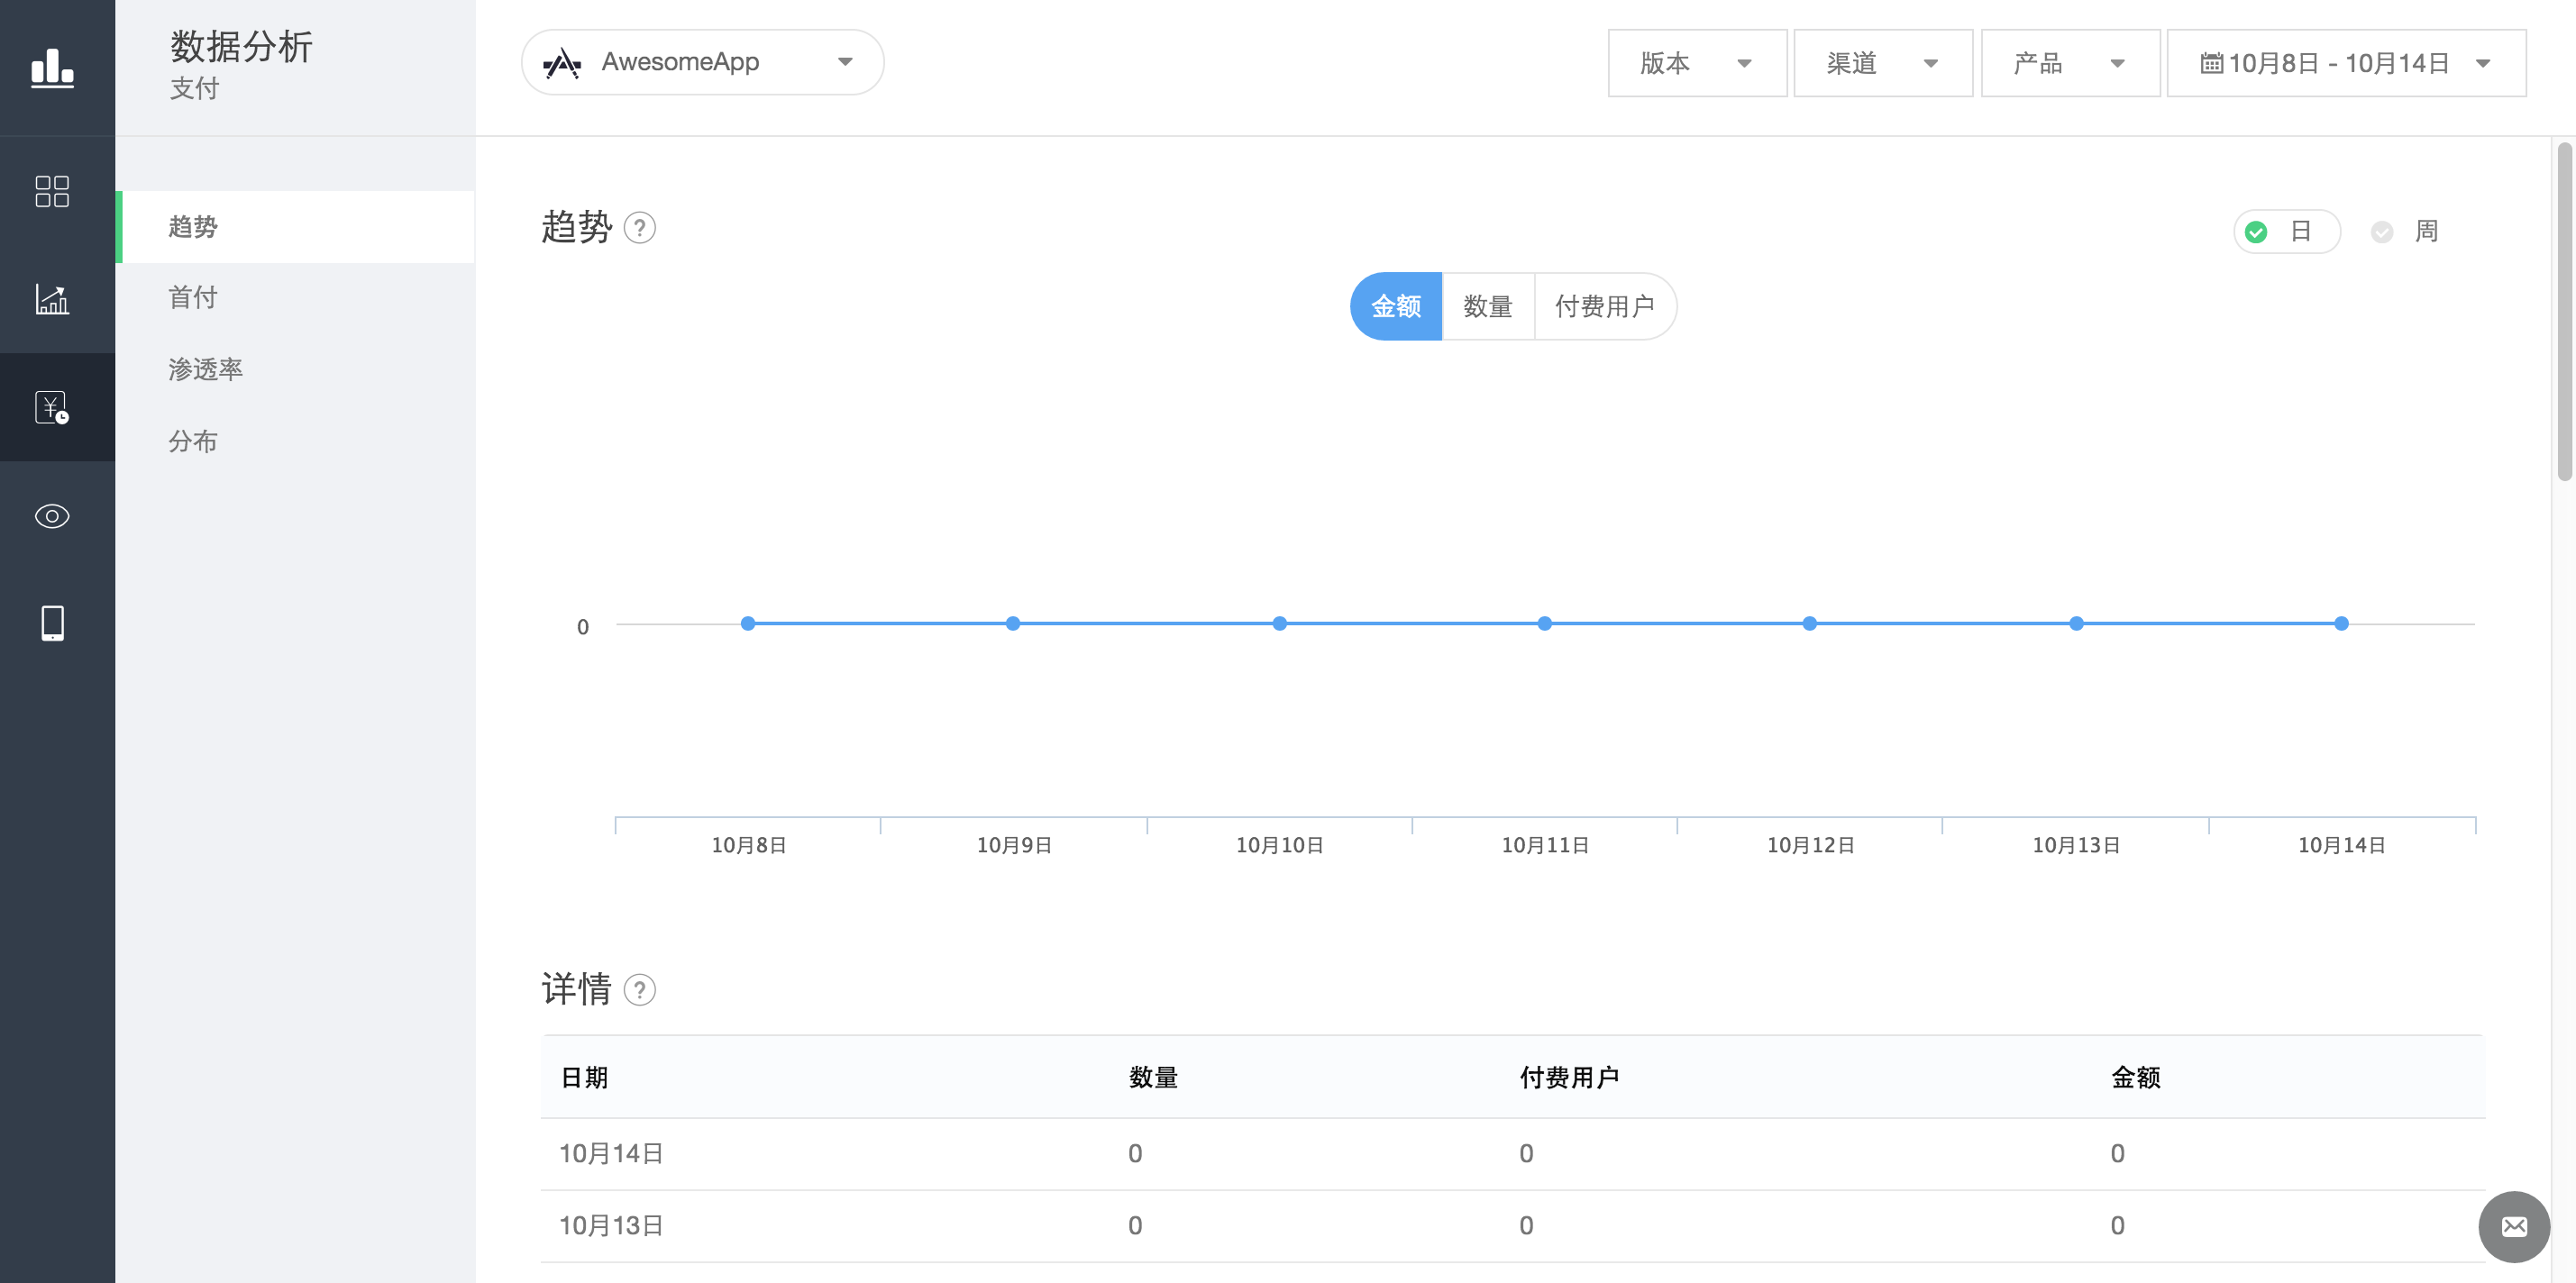 数据分析
支付
AwesomeApp
版本 渠道 产品 10月8日 - 10月14日
趋势
首付
渗透率
分布
趋势 ?
日 周
金额 数量 付费用户
0
10月8日 10月9日 10月10日 10月11日 10月12日 10月13日 10月14日
详情 ?
日期 数量 付费用户 金额
10月14日 0 0 0
10月13日 0 0 0